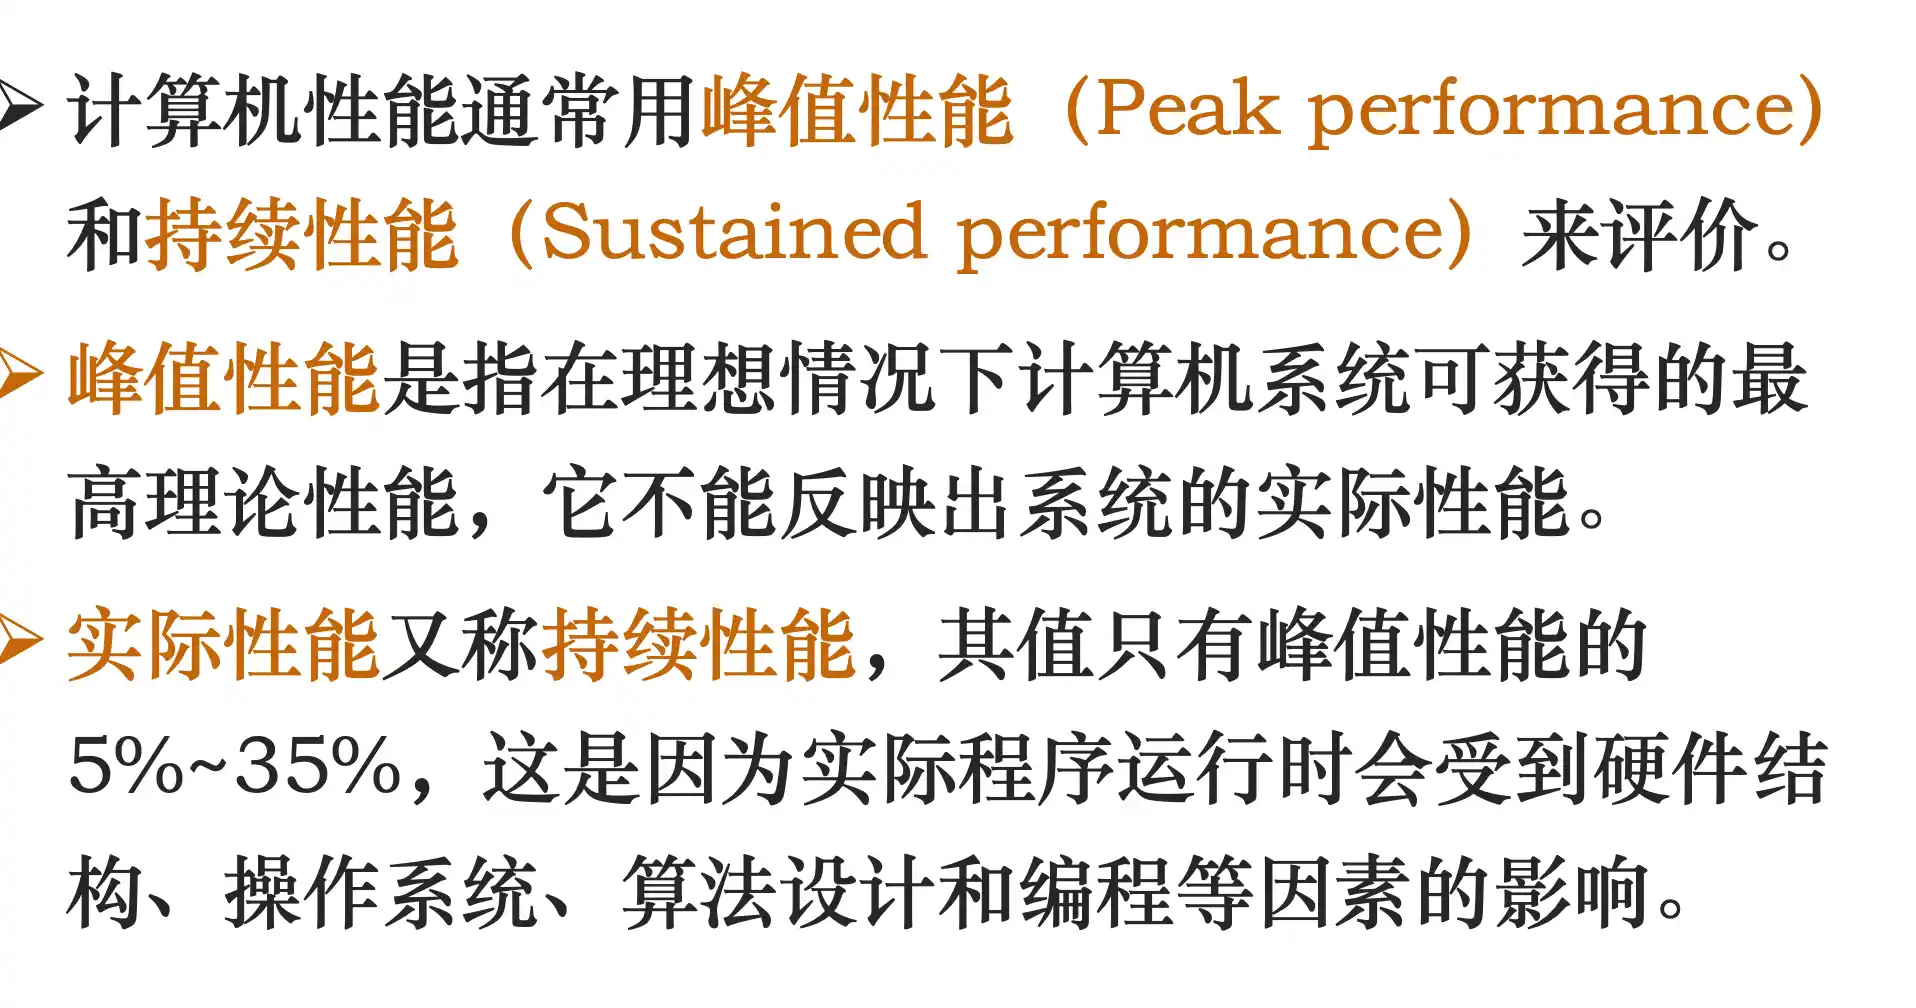 计算机性能通常用峰值性能（Peak performance）
和持续性能（Sustained performance）来评价。
峰值性能是指在理想情况下计算机系统可获得的最
高理论性能，它不能反映出系统的实际性能。
实际性能又称持续性能，其值只有峰值性能的
5%~35%，这是因为实际程序运行时会受到硬件结
构、操作系统、算法设计和编程等因素的影响。